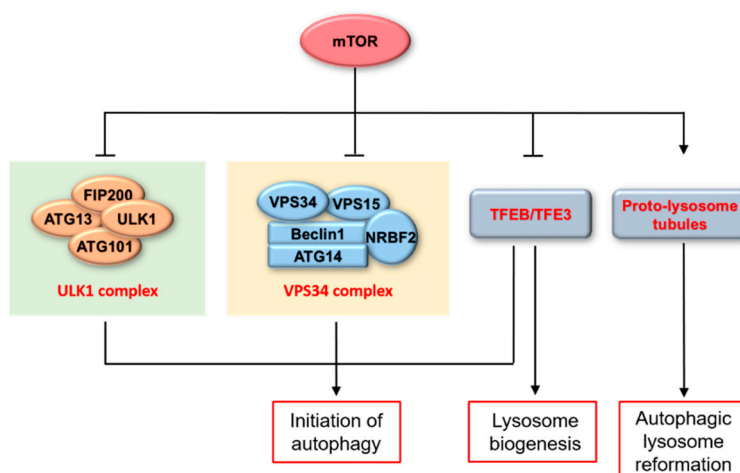 mTOR
FIP200
ATG13
ULK1
ATG101
ULK1 complex
VPS34
VPS15
Beclin1
NRBF2
ATG14
VPS34 complex
TFEB/TFE3
Proto-lysosome
tubules
Initiation of
autophagy
Lysosome
biogenesis
Autophagic
lysosome
reformation